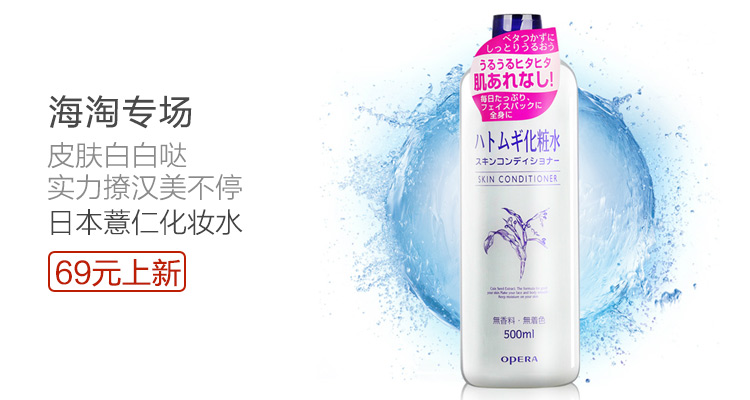 海淘专场
皮肤白白哒
实力撩汉美不停
日本薏仁化妆水
69元上新
ベタつかずに
しっとりうるおう
うるうるヒタヒタ
肌あれなし!
毎日たっぷり、
フェイスパックに
全身に
ハトムギ化粧水
スキンコンディショナー
SKIN CONDITIONER
無香料・無着色
500ml
OPERA